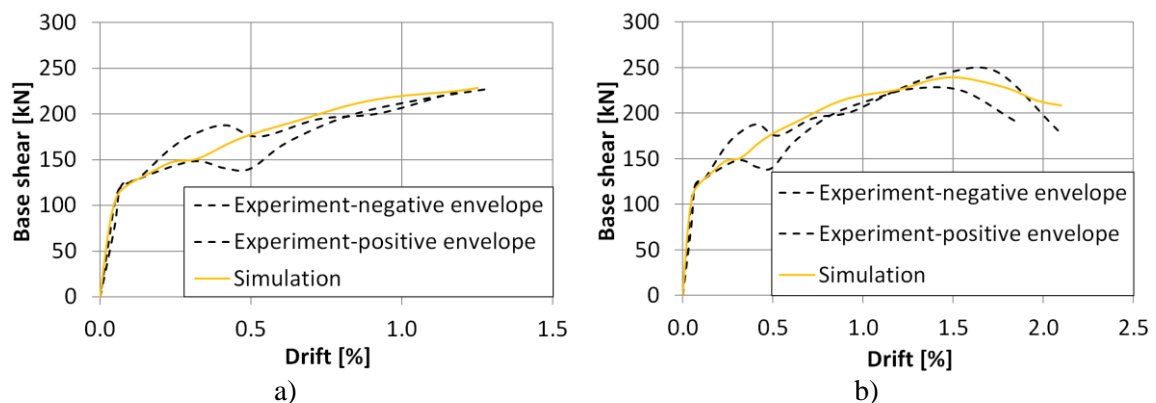 300
250
200
150
100
50
0
Base shear [kN]
Experiment-negative envelope
Experiment-positive envelope
Simulation
0.0 0.5 1.0 1.5
Drift [%]
a)
300
250
200
150
100
50
0
Base shear [kN]
Experiment-negative envelope
Experiment-positive envelope
Simulation
0.0 0.5 1.0 1.5 2.0 2.5
Drift [%]
b)